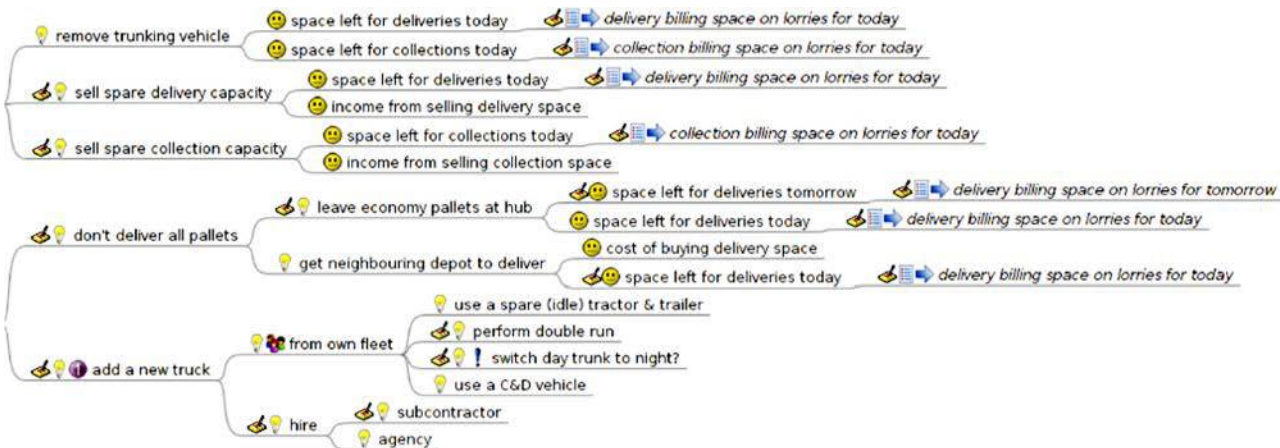 remove trunking vehicle
space left for deliveries today
delivery billing space on lorries for today
space left for collections today
collection billing space on lorries for today
sell spare delivery capacity
space left for deliveries today
delivery billing space on lorries for today
income from selling delivery space
sell spare collection capacity
space left for collections today
collection billing space on lorries for today
income from selling collection space
don't deliver all pallets
leave economy pallets at hub
space left for deliveries tomorrow
delivery billing space on lorries for tomorrow
space left for deliveries today
delivery billing space on lorries for today
get neighbouring depot to deliver
cost of buying delivery space
space left for deliveries today
delivery billing space on lorries for today
1 add a new truck
from own fleet
use a spare (idle) tractor & trailer
perform double run
! switch day trunk to night?
use a C&D vehicle
hire
subcontractor
agency